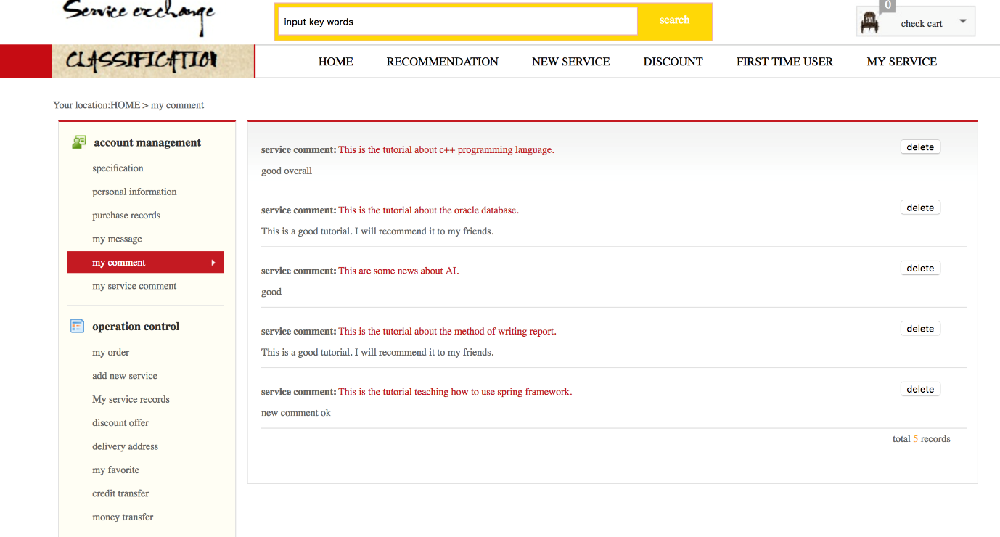 Service exchange
input key words
search
0
check cart
CLASSIFICATION
HOME RECOMMENDATION NEW SERVICE DISCOUNT FIRST TIME USER MY SERVICE
Your location:HOME > my comment
account management
specification
personal information
purchase records
my message
my comment
my service comment
operation control
my order
add new service
My service records
discount offer
delivery address
my favorite
credit transfer
money transfer
service comment: This is the tutorial about c++ programming language.
delete
good overall
service comment: This is the tutorial about the oracle database.
delete
This is a good tutorial. I will recommend it to my friends.
service comment: This are some news about AI.
delete
good
service comment: This is the tutorial about the method of writing report.
delete
This is a good tutorial. I will recommend it to my friends.
service comment: This is the tutorial teaching how to use spring framework.
delete
new comment ok
total 5 records